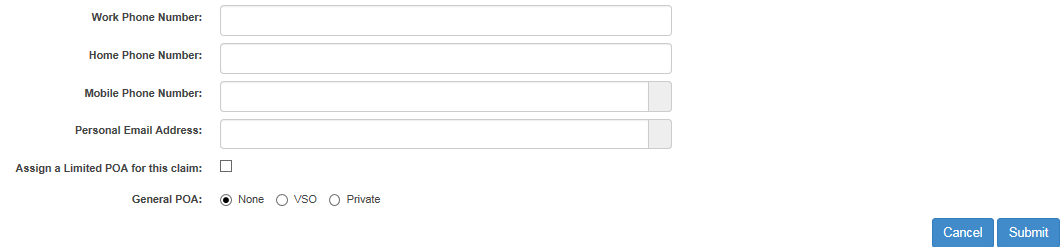 Work Phone Number:
Home Phone Number:
Mobile Phone Number:
Personal Email Address:
Assign a Limited POA for this claim:
General POA: None VSO Private
Cancel Submit